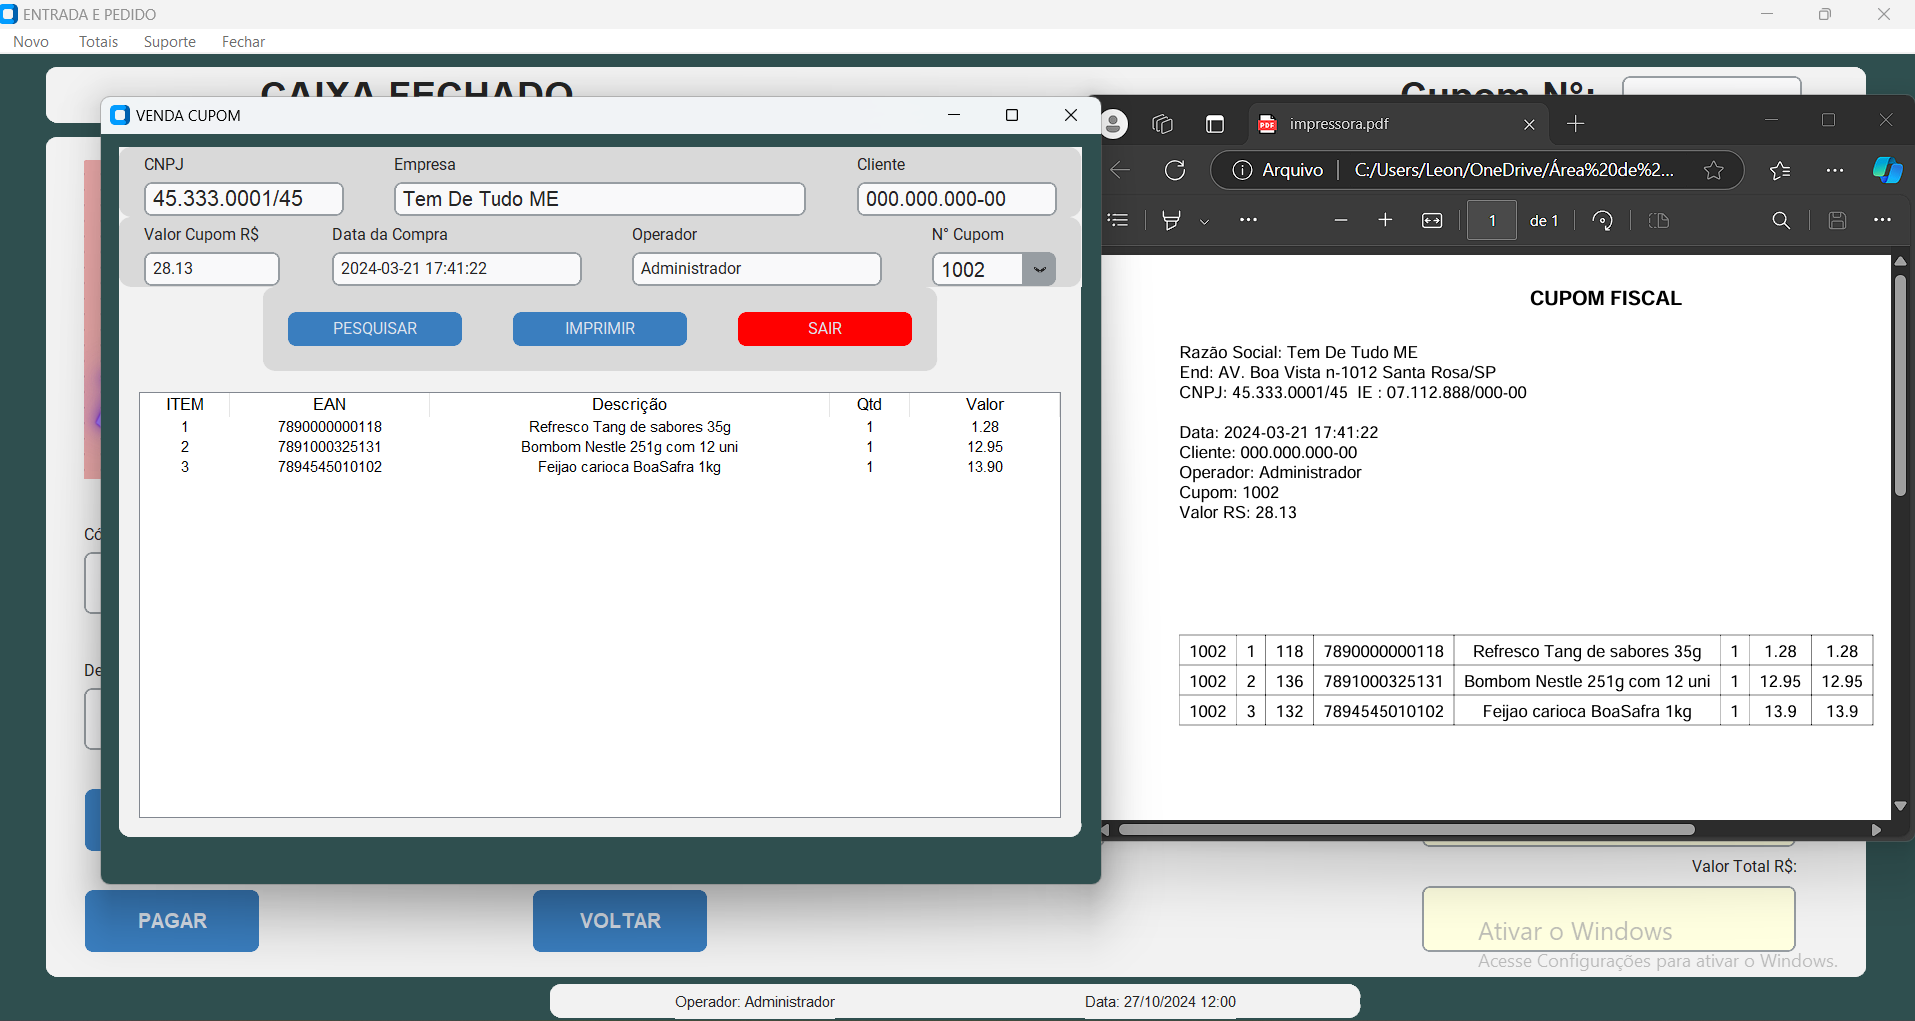 ENTRADA E PEDIDO
Novo Totais Suporte Fechar
CAIXA FECHADO
Cupom Nº:
VENDA CUPOM
CNPJ Empresa Cliente
45.333.0001/45 Tem De Tudo ME 000.000.000-00
Valor Cupom R$ Data da Compra Operador N° Cupom
28.13 2024-03-21 17:41:22 Administrador 1002
PESQUISAR IMPRIMIR SAIR
ITEM EAN Descrição Qtd Valor
1 7890000000118 Refresco Tang de sabores 35g 1 1.28
2 7891000325131 Bombom Nestle 251g com 12 uni 1 12.95
3 7894545010102 Feijao carioca BoaSafra 1kg 1 13.90
impressora.pdf
Arquivo C:/Users/Leon/OneDrive/Área%20de%2...
1 de 1
CUPOM FISCAL
Razão Social: Tem De Tudo ME
End: AV. Boa Vista n-1012 Santa Rosa/SP
CNPJ: 45.333.0001/45 IE : 07.112.888/000-00
Data: 2024-03-21 17:41:22
Cliente: 000.000.000-00
Operador: Administrador
Cupom: 1002
Valor RS: 28.13
1002 1 118 7890000000118 Refresco Tang de sabores 35g 1 1.28 1.28
1002 2 136 7891000325131 Bombom Nestle 251g com 12 uni 1 12.95 12.95
1002 3 132 7894545010102 Feijao carioca BoaSafra 1kg 1 13.9 13.9
Có
De
Valor Total R$:
PAGAR VOLTAR
Ativar o Windows
Acesse Configurações para ativar o Windows.
Operador: Administrador Data: 27/10/2024 12:00